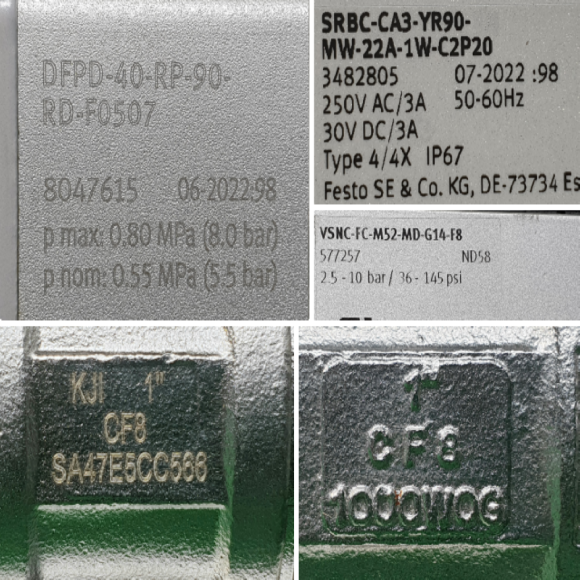 DFPD-40-RP-90-
RD-F0507
8047615 06-2022:98
p max: 0.80 MPa (8.0 bar)
p nom: 0.55 MPa (5.5 bar)
SRBC-CA3-YR90-
MW-22A-1W-C2P20
3482805 07-2022 :98
250V AC/3A 50-60Hz
30V DC/3A
Type 4/4X IP67
Festo SE & Co. KG, DE-73734 Es
VSNC-FC-M52-MD-G14-F8
577257 ND58
2.5 - 10 bar / 36 - 145 psi
KJI 1"
CF8
SA47E5CC566
1"
CF8
1000WOG